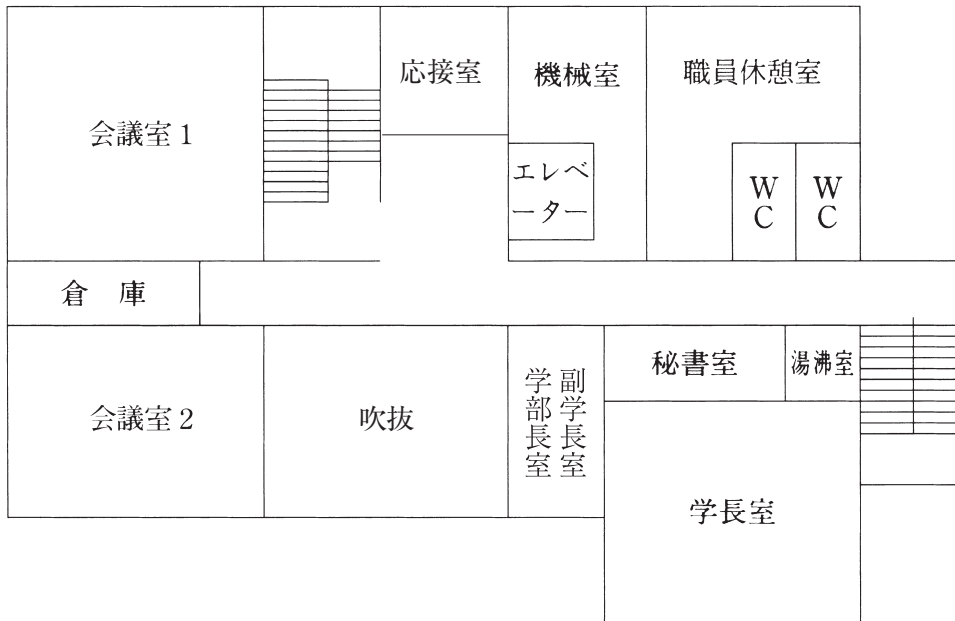 会議室1
応接室
機械室
職員休憩室
エレベ
ーター
WC
WC
倉 庫
会議室2
吹抜
副学長室
学部長室
秘書室
湯沸室
学長室